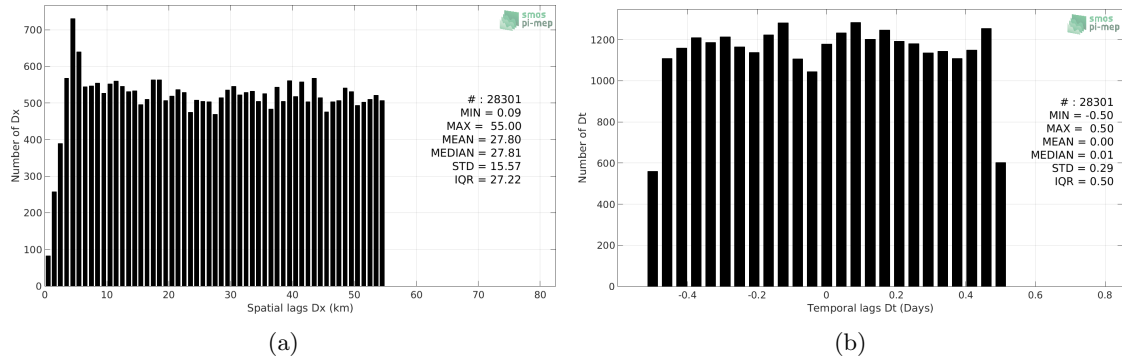 smos
pi-mep
700
600
500
400
300
200
100
0
Number of Dx
# : 28301
MIN = 0.09
MAX = 55.00
MEAN = 27.80
MEDIAN = 27.81
STD = 15.57
IQR = 27.22
0 10 20 30 40 50 60 70 80
Spatial lags Dx (km)
(a)
smos
pi-mep
1200
1000
800
600
400
200
0
Number of Dt
# : 28301
MIN = -0.50
MAX = 0.50
MEAN = 0.00
MEDIAN = 0.01
STD = 0.29
IQR = 0.50
-0.4 -0.2 0 0.2 0.4 0.6 0.8
Temporal lags Dt (Days)
(b)